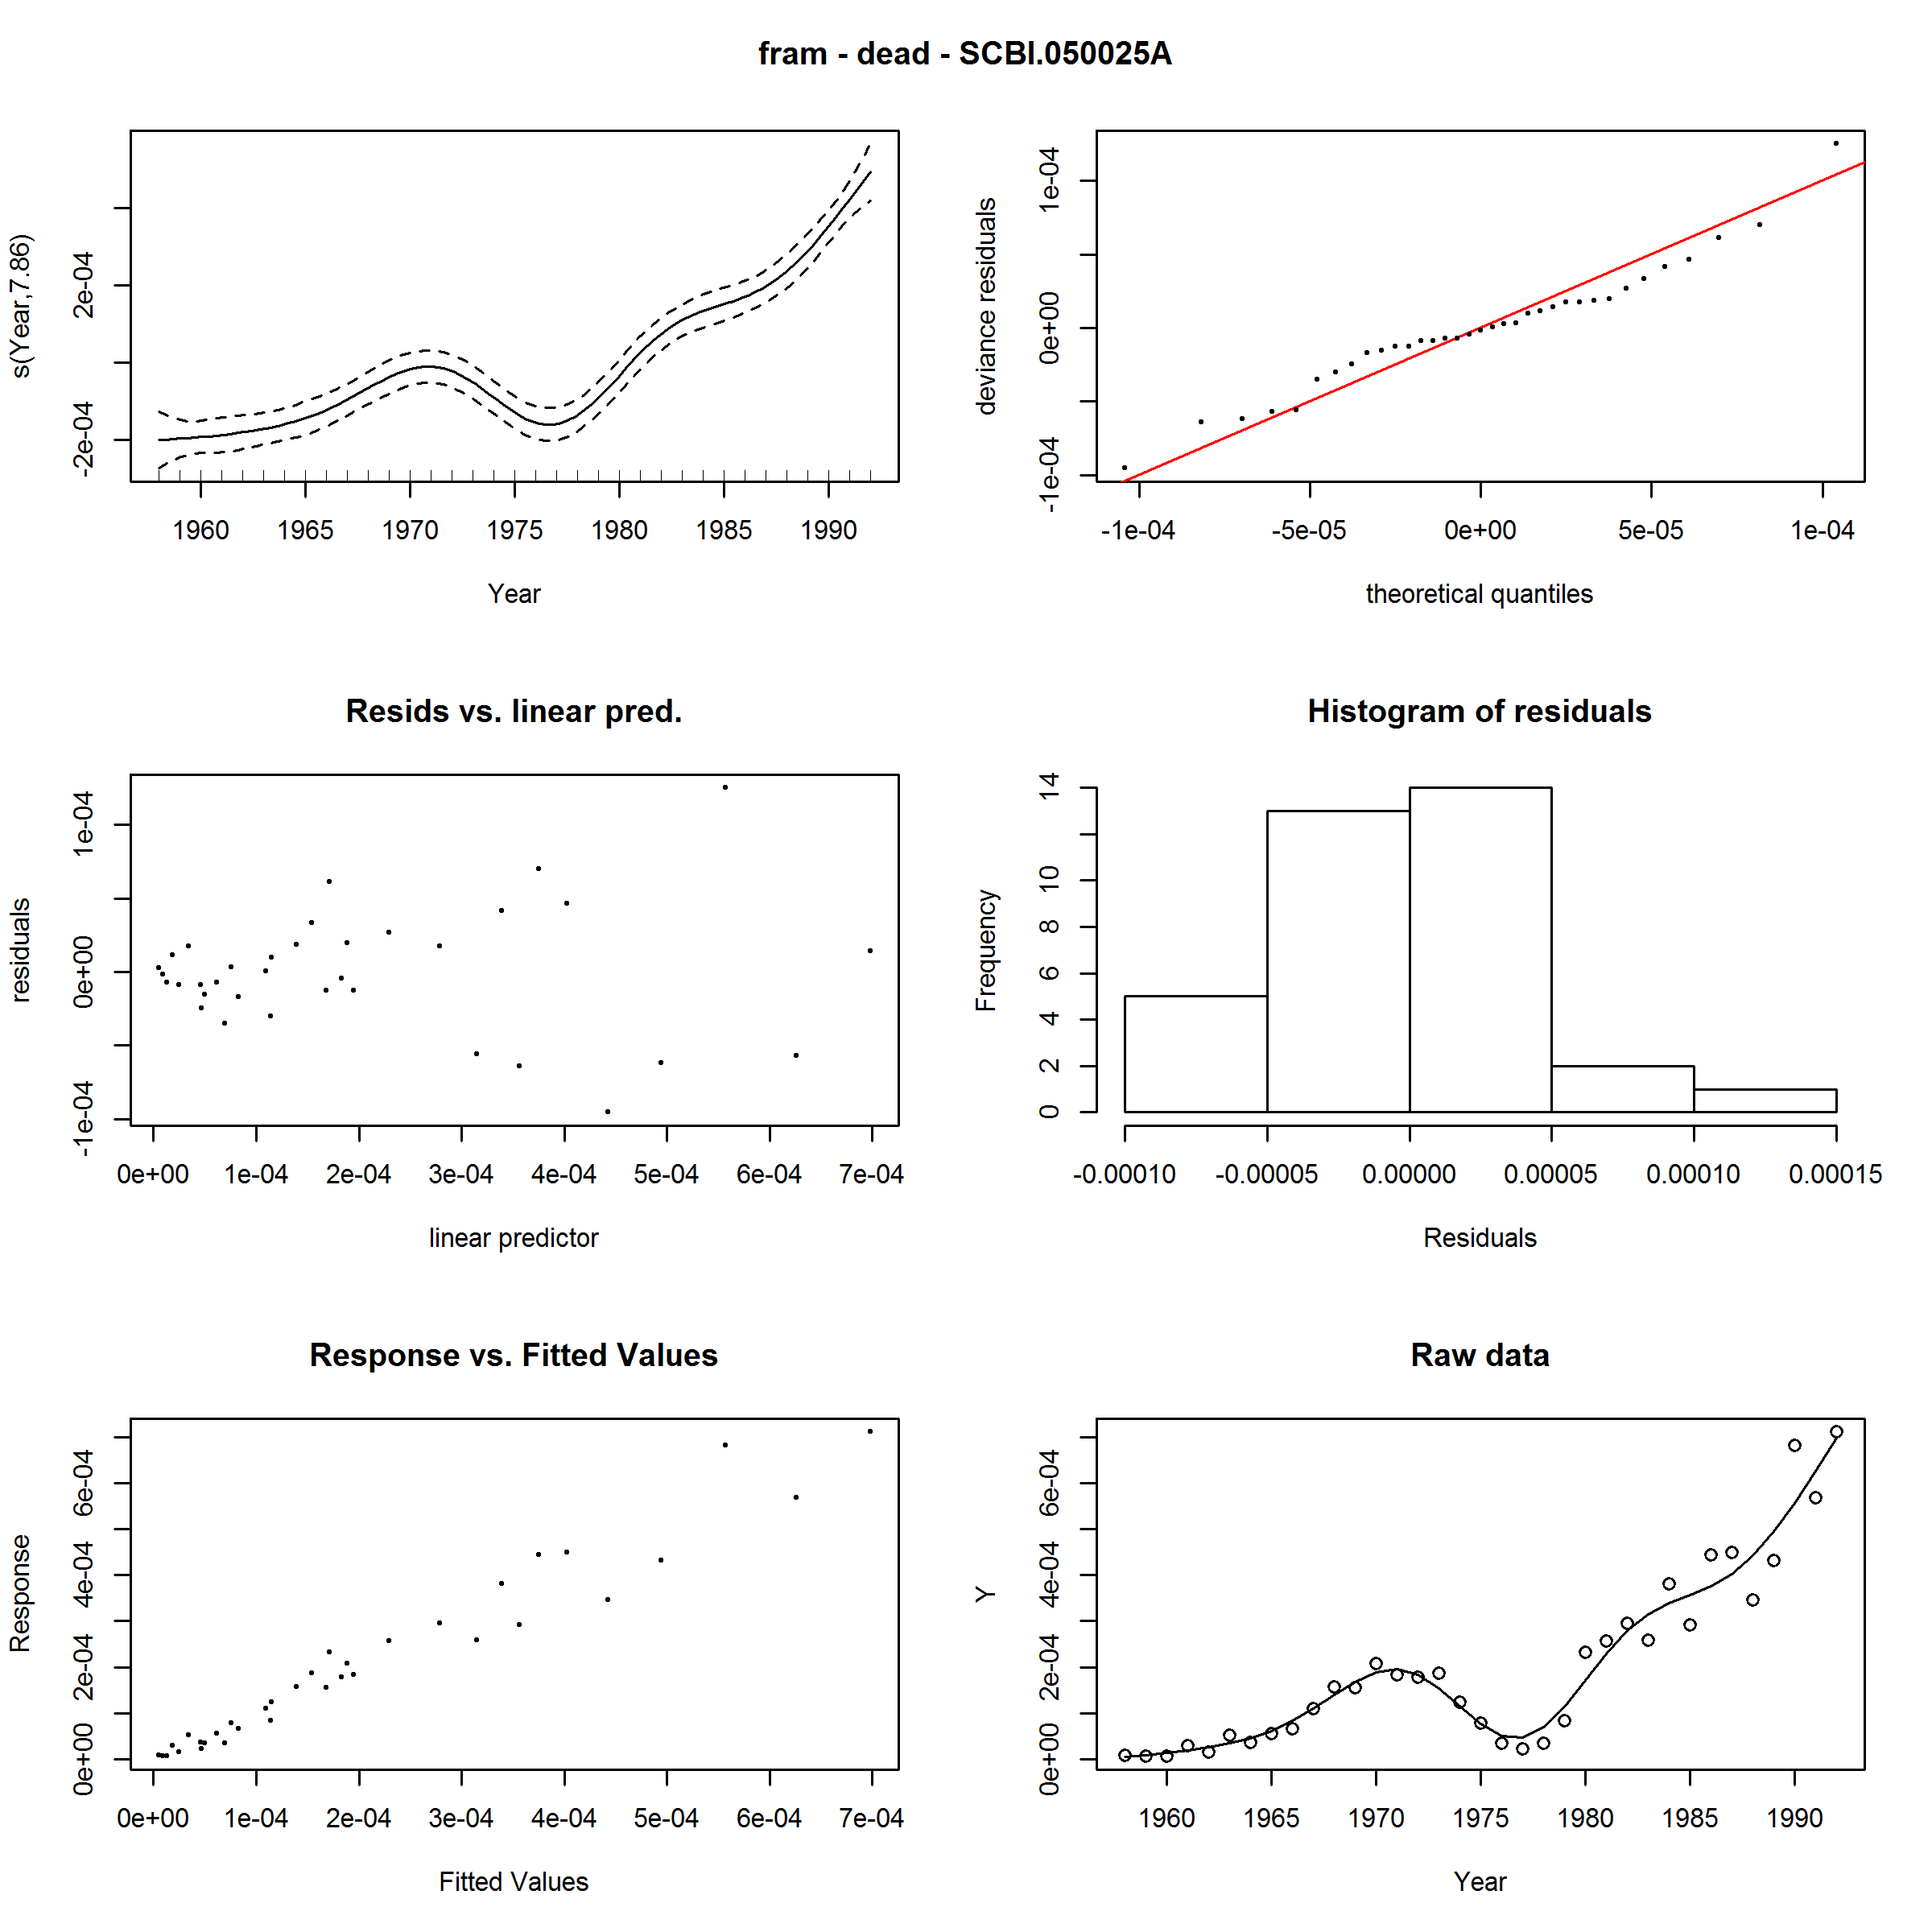 fram - dead - SCBI.050025A
s(Year,7.86)
-2e-04
2e-04
1960 1965 1970 1975 1980 1985 1990
Year
deviance residuals
-1e-04
0e+00
1e-04
-1e-04 -5e-05 0e+00 5e-05 1e-04
theoretical quantiles
Resids vs. linear pred.
residuals
-1e-04
0e+00
1e-04
0e+00 1e-04 2e-04 3e-04 4e-04 5e-04 6e-04 7e-04
linear predictor
Histogram of residuals
Frequency
0
2
4
6
8
10
14
-0.00010 -0.00005 0.00000 0.00005 0.00010 0.00015
Residuals
Response vs. Fitted Values
Response
0e+00
2e-04
4e-04
6e-04
0e+00 1e-04 2e-04 3e-04 4e-04 5e-04 6e-04 7e-04
Fitted Values
Raw data
Y
0e+00
2e-04
4e-04
6e-04
1960 1965 1970 1975 1980 1985 1990
Year